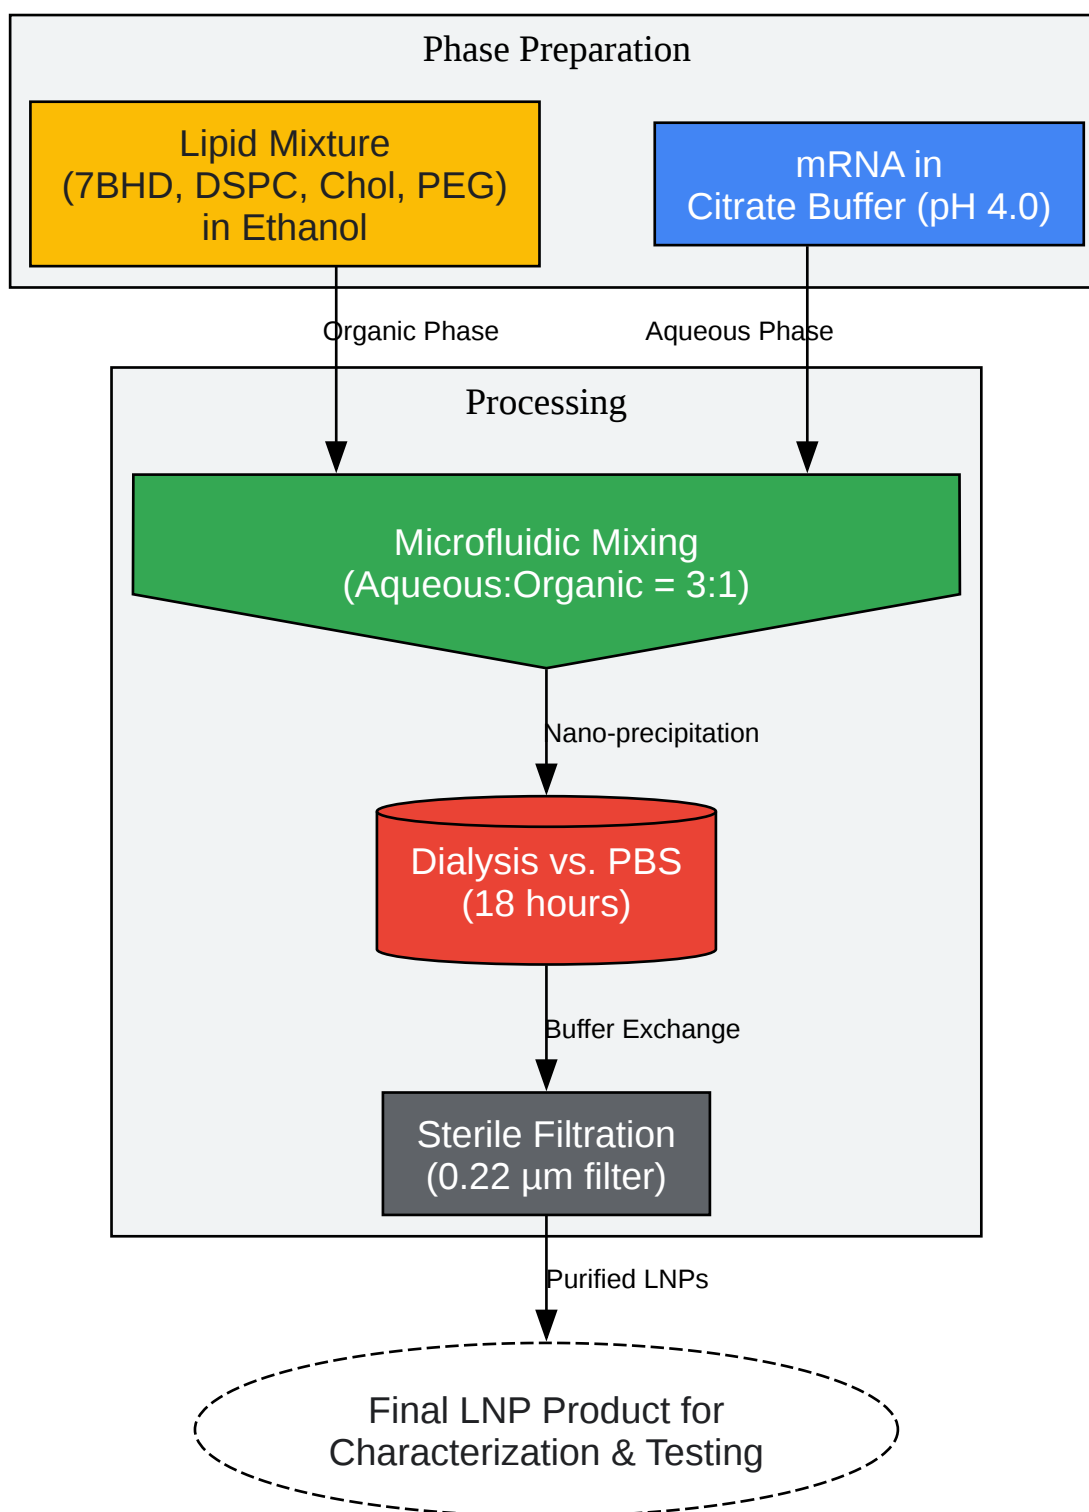 Phase Preparation
Lipid Mixture
(7BHD, DSPC, Chol, PEG)
in Ethanol
mRNA in
Citrate Buffer (pH 4.0)
Organic Phase
Aqueous Phase
Processing
Microfluidic Mixing
(Aqueous:Organic = 3:1)
Nano-precipitation
Dialysis vs. PBS
(18 hours)
Buffer Exchange
Sterile Filtration
(0.22 µm filter)
Purified LNPs
Final LNP Product for
Characterization & Testing